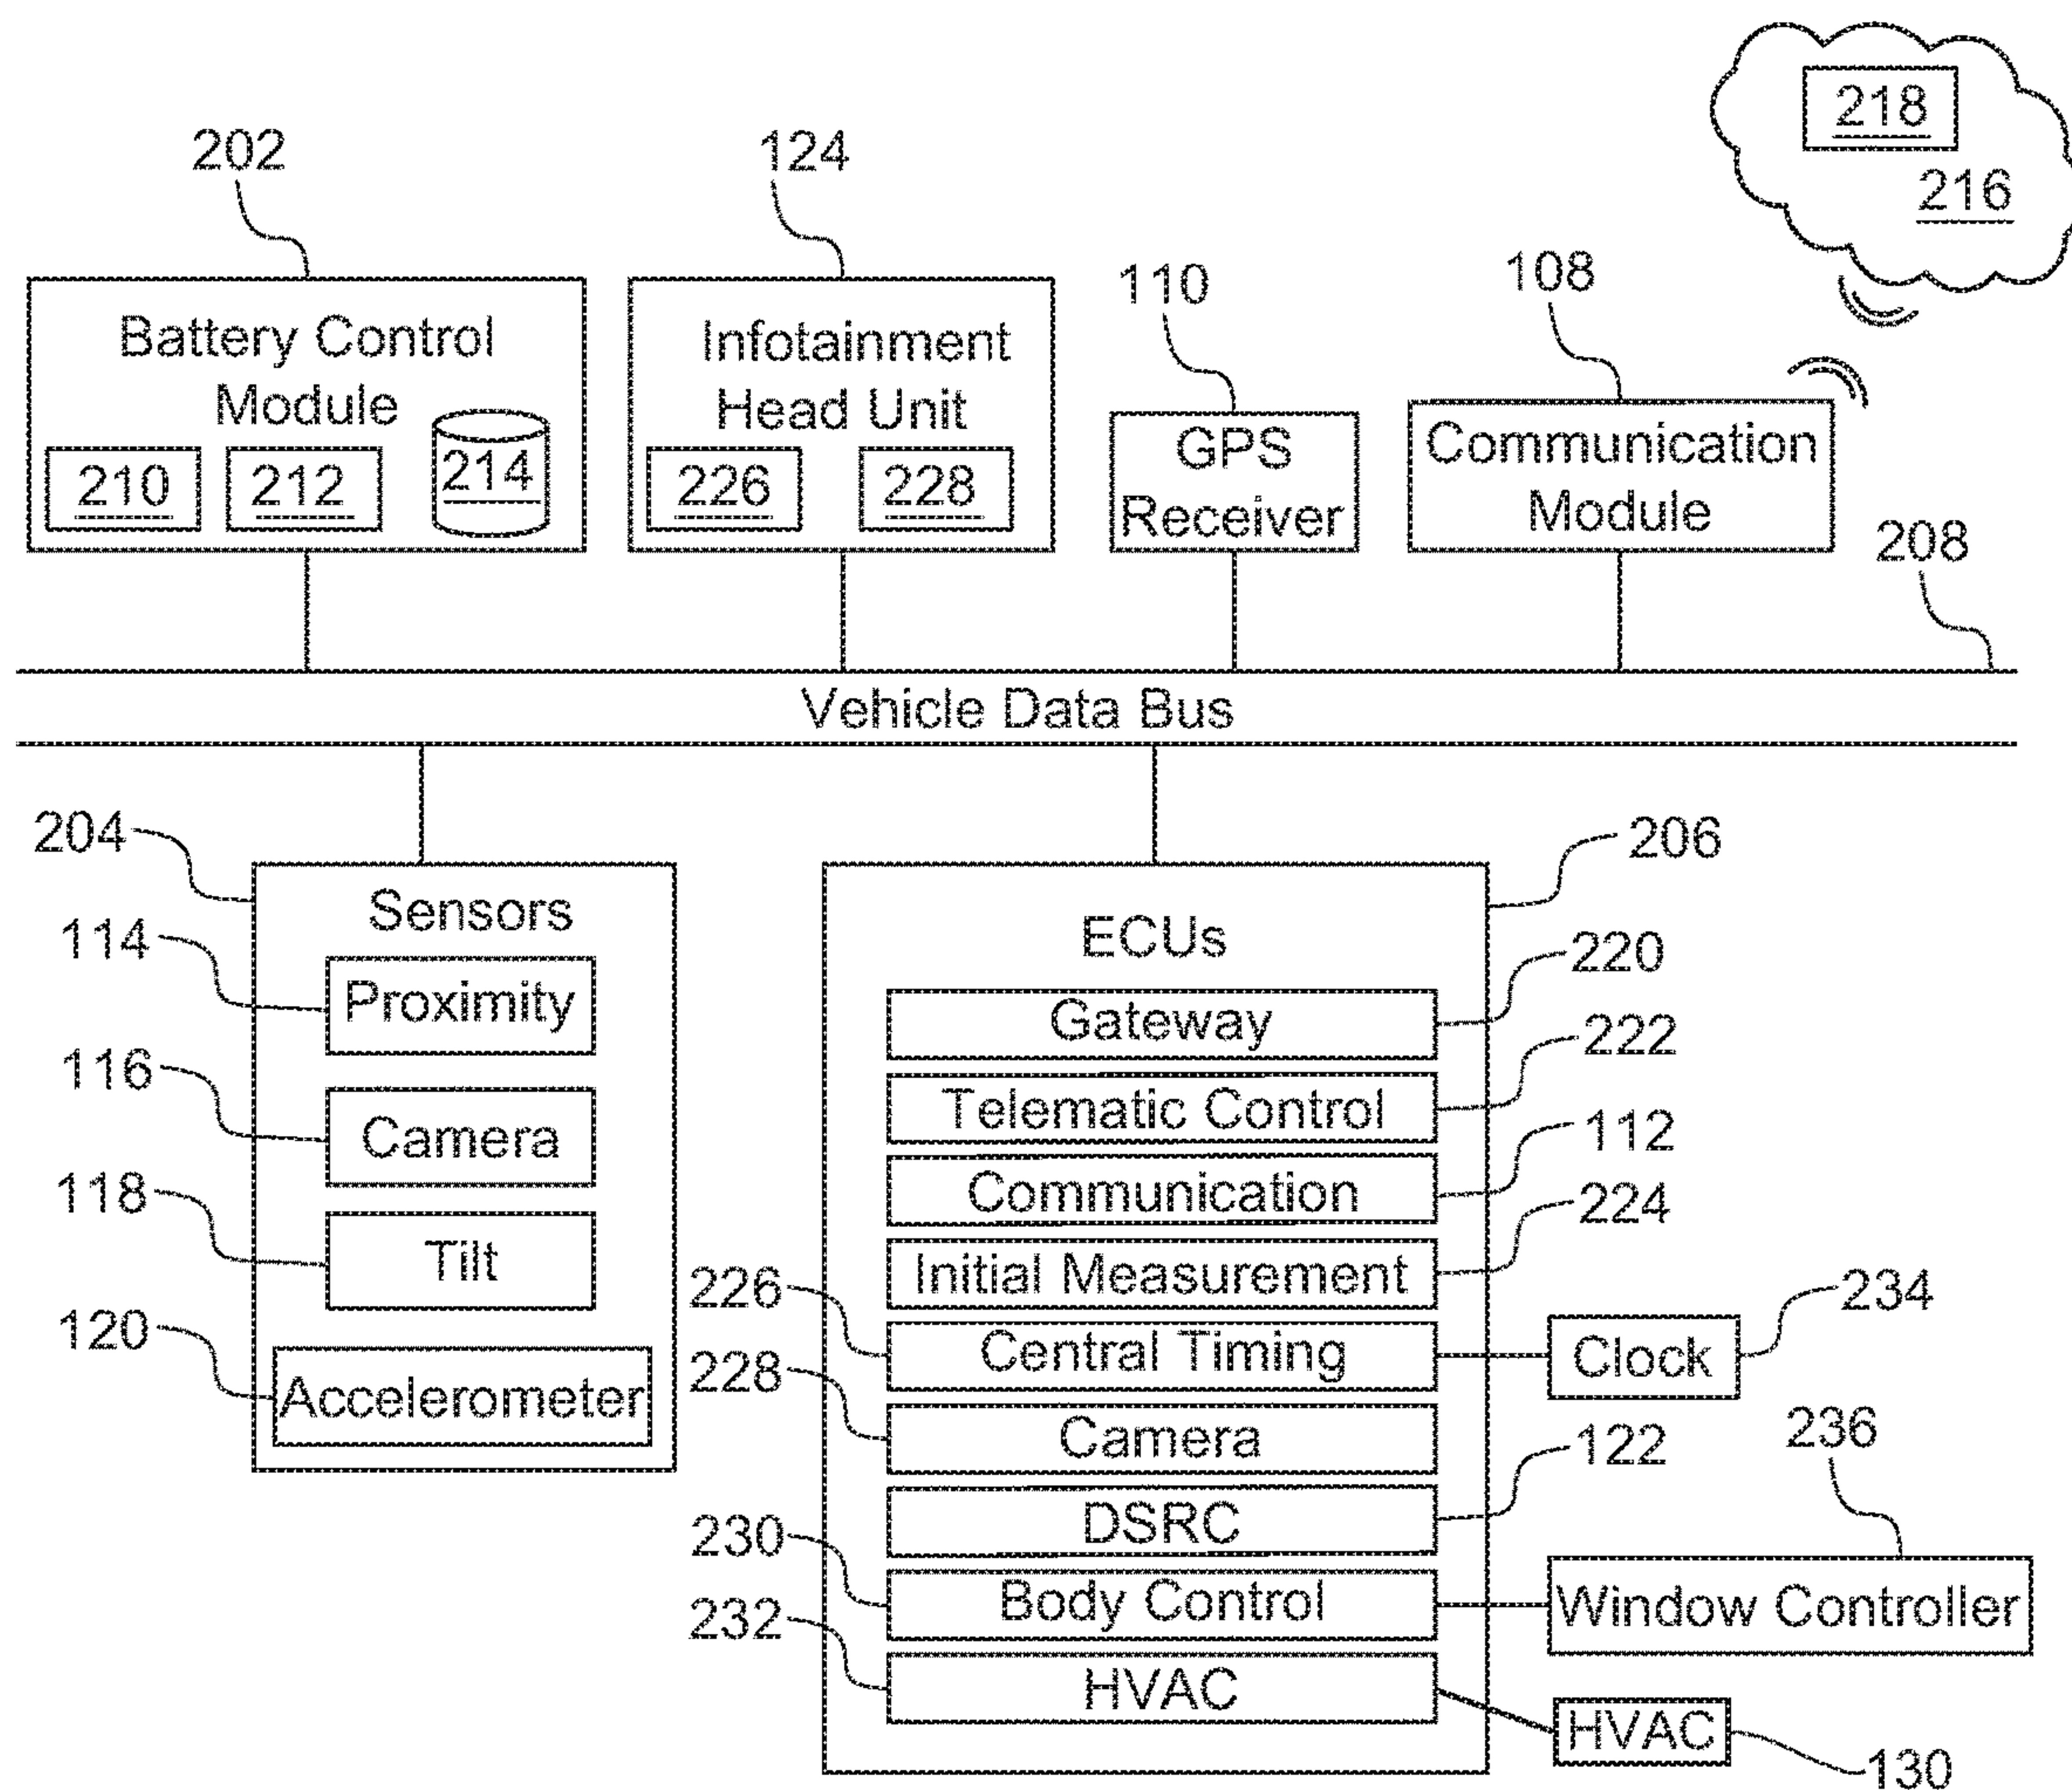 218
216
202
124
110
108
Battery Control
Module
210
212
214
Infotainment
Head Unit
226
228
GPS
Receiver
Communication
Module
208
Vehicle Data Bus
204
Sensors
114
Proximity
116
Camera
118
Tilt
120
Accelerometer
206
ECUs
220
Gateway
222
Telematic Control
112
Communication
224
Initial Measurement
226
Central Timing
234
Clock
228
Camera
122
DSRC
236
230
Body Control
Window Controller
232
HVAC
HVAC
130